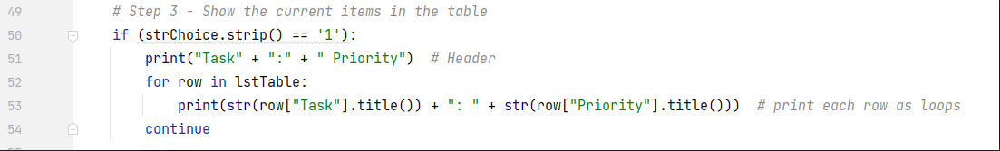 49 # Step 3 - Show the current items in the table
50 if (strChoice.strip() == '1'):
51 print("Task" + ":" + " Priority")  # Header
52 for row in lstTable:
53 print(str(row["Task"].title()) + ": " + str(row["Priority"].title()))  # print each row as loops
54 continue